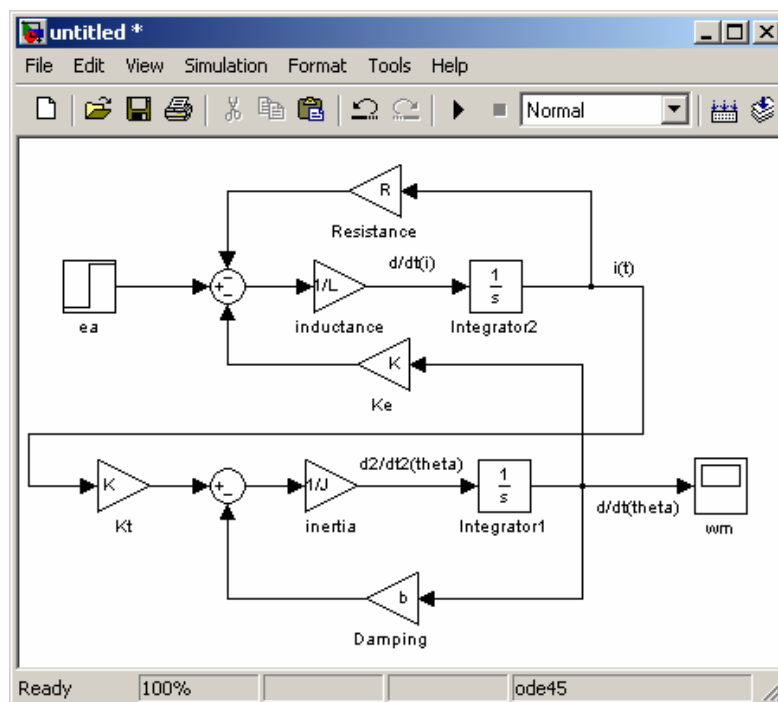 untitled *
File Edit View Simulation Format Tools Help
Normal
R
Resistance
d/dt(i)
i(t)
1/L
1
s
ea
inductance
Integrator2
K
Ke
d2/dt2(theta)
K
1/J
1
s
d/dt(theta)
Kt
inertia
Integrator1
wm
b
Damping
Ready 100% ode45